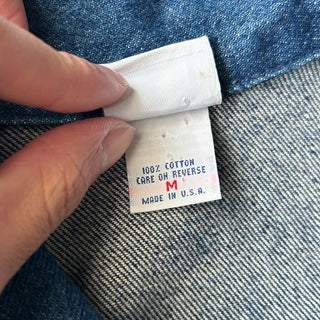 100% COTTON
CARE ON REVERSE
M
MADE IN U.S.A.